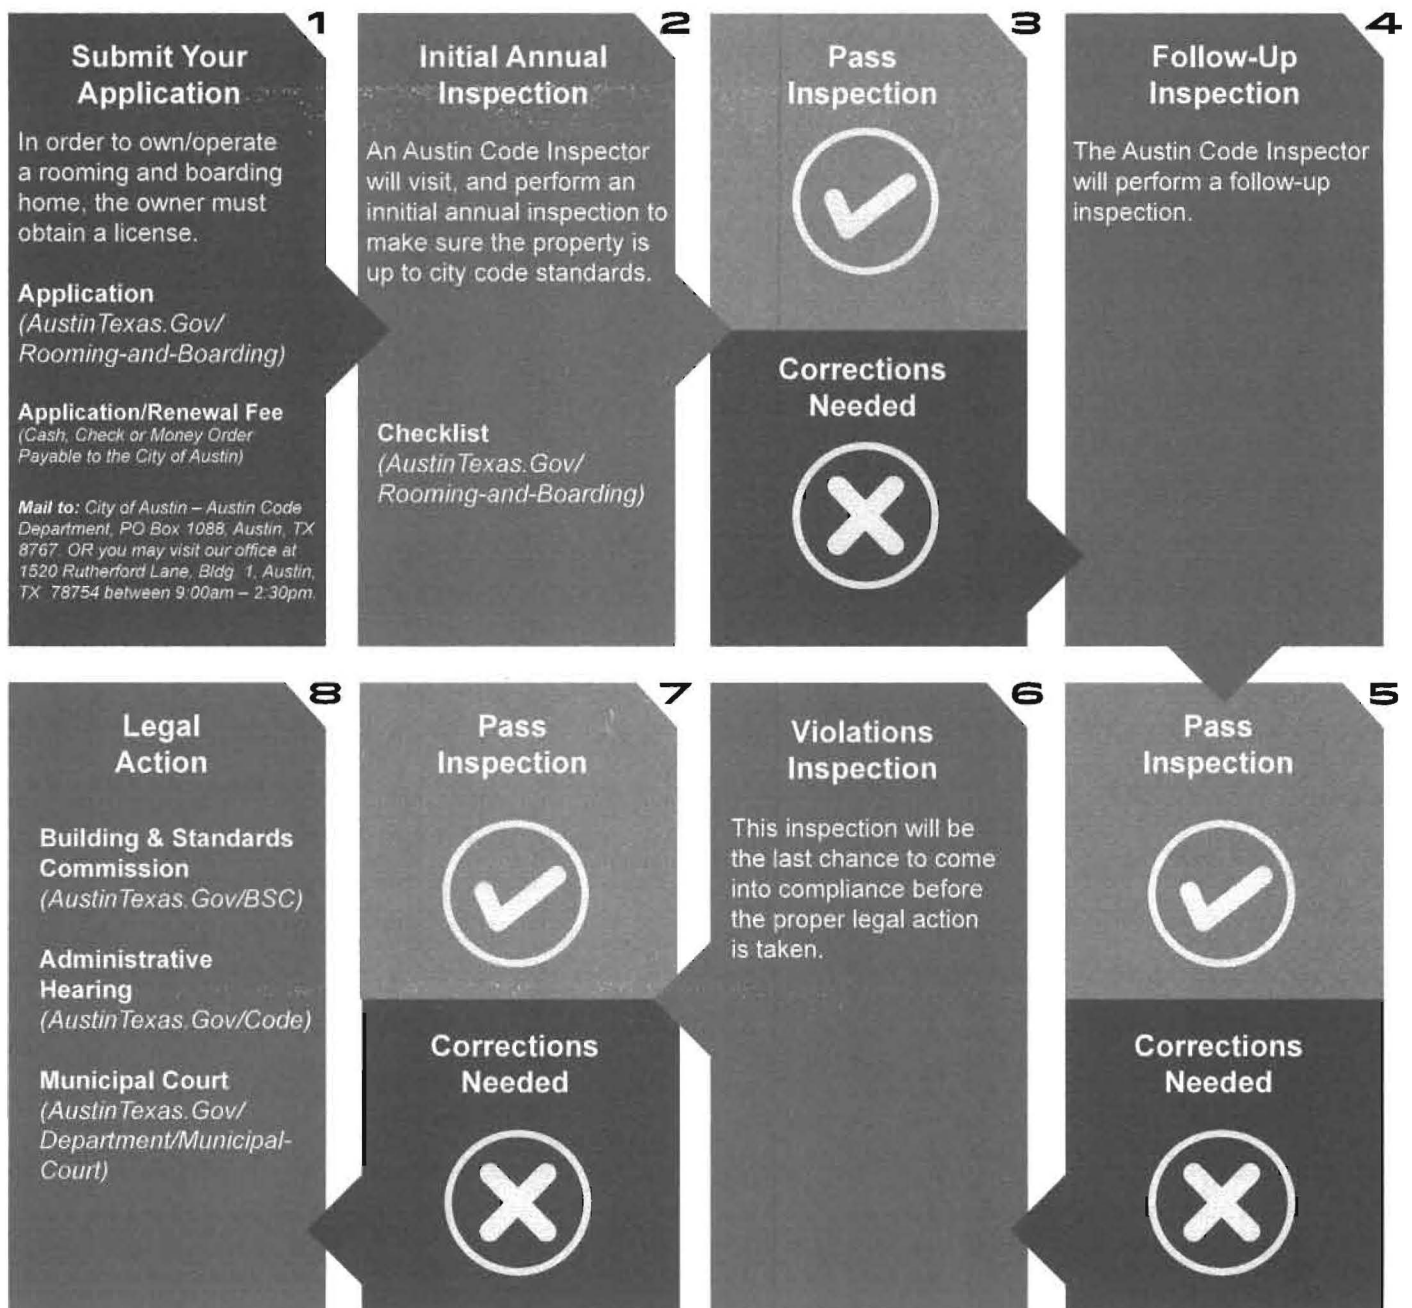 1
Submit Your
Application
In order to own/operate
a rooming and boarding
home, the owner must
obtain a license.
Application
(AustinTexas.Gov/
Rooming-and-Boarding)
Application/Renewal Fee
(Cash, Check or Money Order
Payable to the City of Austin)
Mail to: City of Austin – Austin Code
Department, PO Box 1088, Austin, TX
8767. OR you may visit our office at
1520 Rutherford Lane, Bldg 1, Austin,
TX 78754 between 9:00am – 2:30pm.
2
Initial Annual
Inspection
An Austin Code Inspector
will visit, and perform an
innitial annual inspection to
make sure the property is
up to city code standards.
Checklist
(AustinTexas.Gov/
Rooming-and-Boarding)
3
Pass
Inspection
Corrections
Needed
4
Follow-Up
Inspection
The Austin Code Inspector
will perform a follow-up
inspection.
5
Pass
Inspection
Corrections
Needed
6
Violations
Inspection
This inspection will be
the last chance to come
into compliance before
the proper legal action
is taken.
7
Pass
Inspection
Corrections
Needed
8
Legal
Action
Building & Standards
Commission
(AustinTexas.Gov/BSC)
Administrative
Hearing
(AustinTexas.Gov/Code)
Municipal Court
(AustinTexas.Gov/
Department/Municipal-
Court)